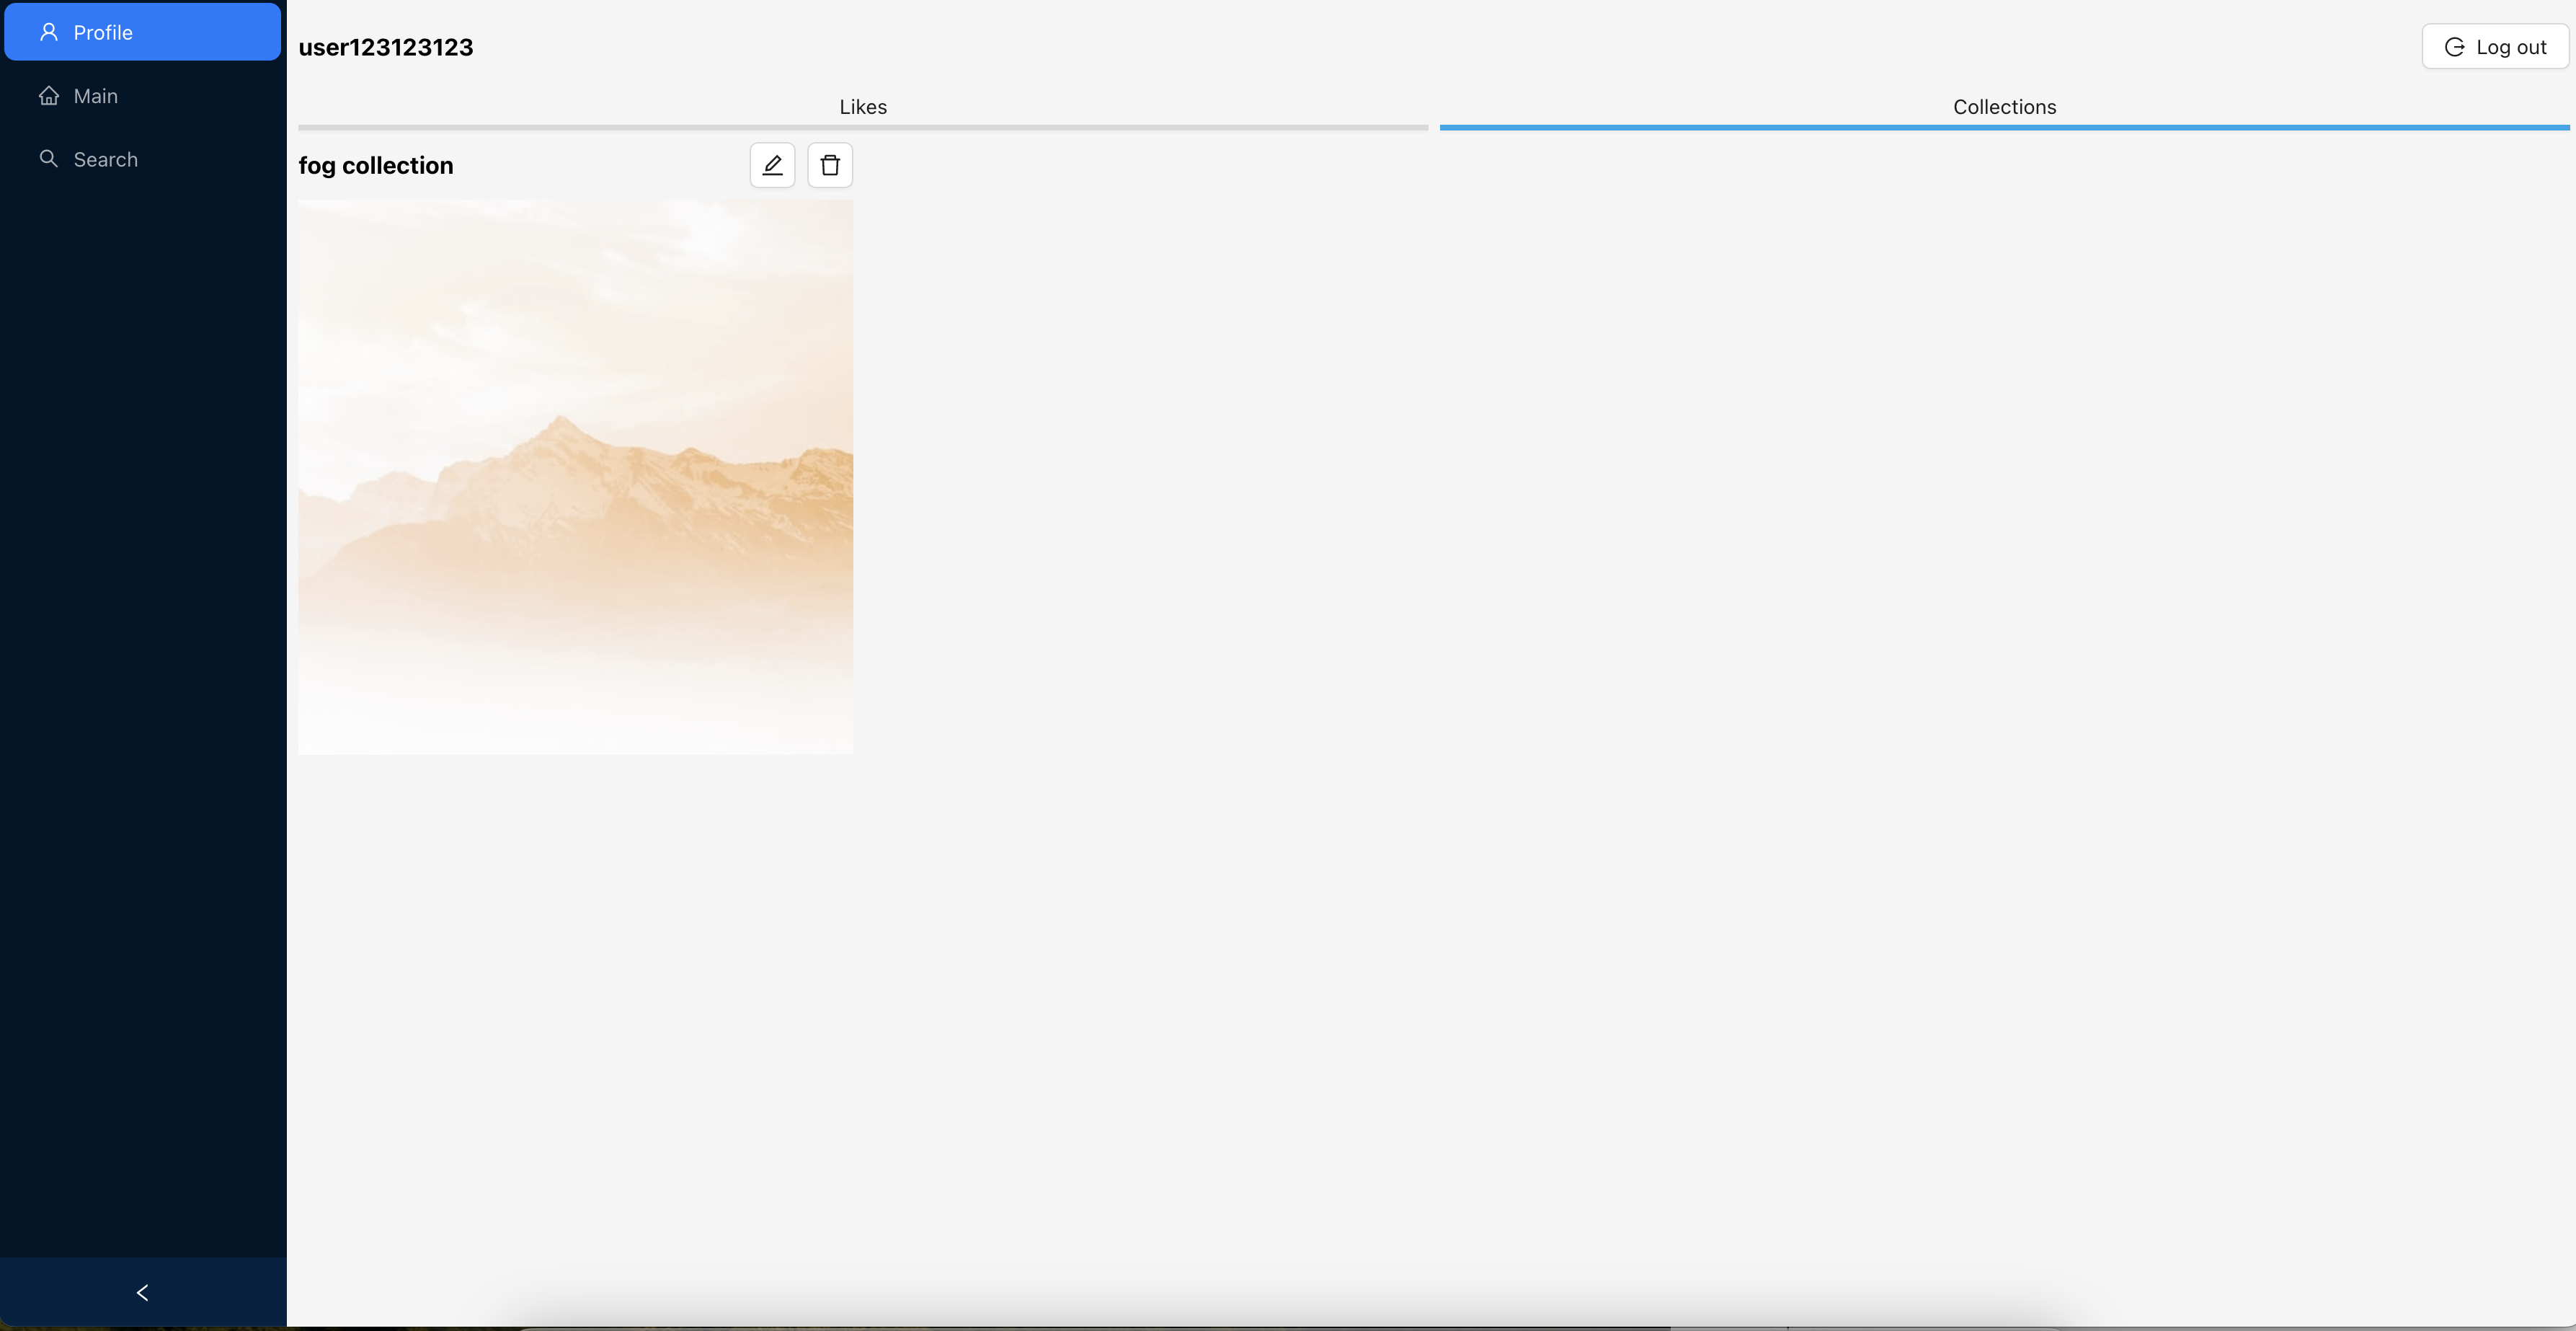 Profile
Main
Search
user123123123
Log out
Likes
Collections
fog collection